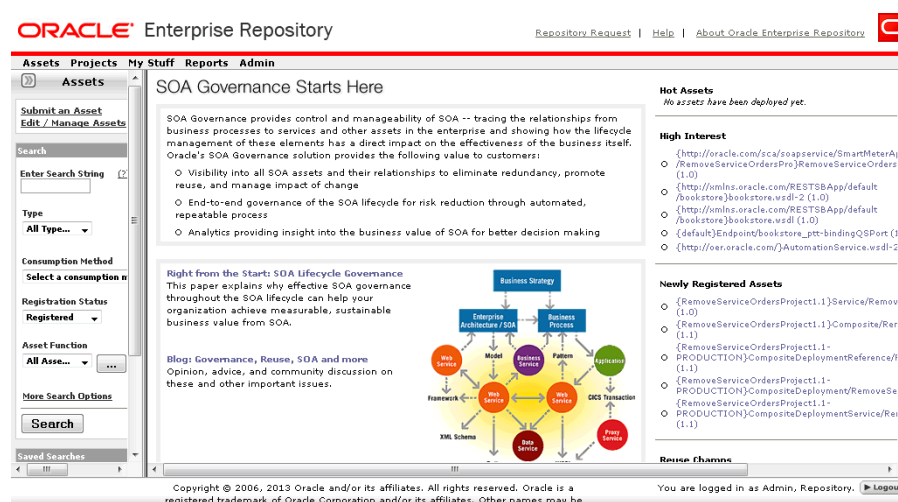 ORACLE Enterprise Repository
Repository Request | Help | About Oracle Enterprise Repository
Assets Projects My Stuff Reports Admin
Assets
Submit an Asset
Edit / Manage Assets
Search
Enter Search String
Type
All Type...
Consumption Method
Select a consumption
Registration Status
Registered
Asset Function
All Asse...
...
More Search Options
Search
Saved Searches
SOA Governance Starts Here
SOA Governance provides control and manageability of SOA -- tracing the relationships from
business processes to services and other assets in the enterprise and showing how the lifecycle
management of these elements has a direct impact on the effectiveness of the business itself.
Oracle's SOA Governance solution provides the following value to customers:
Visibility into all SOA assets and their relationships to eliminate redundancy, promote
reuse, and manage impact of change
End-to-end governance of the SOA lifecycle for risk reduction through automated,
repeatable process
Analytics providing insight into the business value of SOA for better decision making
Right from the Start: SOA Lifecycle Governance
This paper explains why effective SOA governance
throughout the SOA lifecycle can help your
organization achieve measurable, sustainable
business value from SOA.
Blog: Governance, Reuse, SOA and more
Opinion, advice, and community discussion on
these and other important issues.
Business Strategy
Enterprise
Architecture / SOA
Business
Process
Web
Service
Model
Business
Service
Pattern
Application
Framework
Web
Service
Web
Service
CICS Transaction
XML Schema
Data
Service
Proxy
Service
Hot Assets
No assets have been deployed yet.
High Interest
{http://oracle.com/sca/soapservice/SmartMeterAp
/RemoveServiceOrdersPro}RemoveServiceOrders
(1.0)
{http://xmlns.oracle.com/RESTSBApp/default
/bookstore}bookstore.wsdl-2 (1.0)
{http://xmlns.oracle.com/RESTSBApp/default
/bookstore}bookstore.wsdl (1.0)
{default}Endpoint/bookstore_ptt-bindingQSPort (1
{http://oer.oracle.com/}AutomationService.wsdl-2
Newly Registered Assets
{RemoveServiceOrdersProject1.1}Service/Remov
(1.0)
{RemoveServiceOrdersProject1.1}Composite/Rer
(1.1)
{RemoveServiceOrdersProject1.1-
PRODUCTION}CompositeDeploymentReference/F
(1.1)
{RemoveServiceOrdersProject1.1-
PRODUCTION}CompositeDeployment/RemoveSe
{RemoveServiceOrdersProject1.1-
PRODUCTION}CompositeDeploymentService/Rer
(1.1)
Reuse Champs
Copyright © 2006, 2013 Oracle and/or its affiliates. All rights reserved. Oracle is a
registered trademark of Oracle Corporation and/or its affiliates. Other names may be
You are logged in as Admin, Repository.
Logou